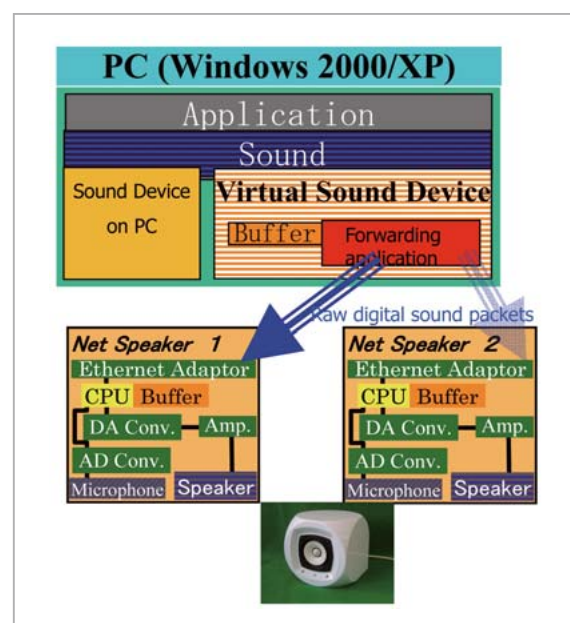 PC (Windows 2000/XP)
Application
Sound
Sound Device
on PC
Virtual Sound Device
Buffer
Forwarding
application
Raw digital sound packets
Net Speaker 1
Ethernet Adaptor
CPU Buffer
DA Conv. Amp.
AD Conv.
Microphone Speaker
Net Speaker 2
Ethernet Adaptor
CPU Buffer
DA Conv. Amp.
AD Conv.
Microphone Speaker